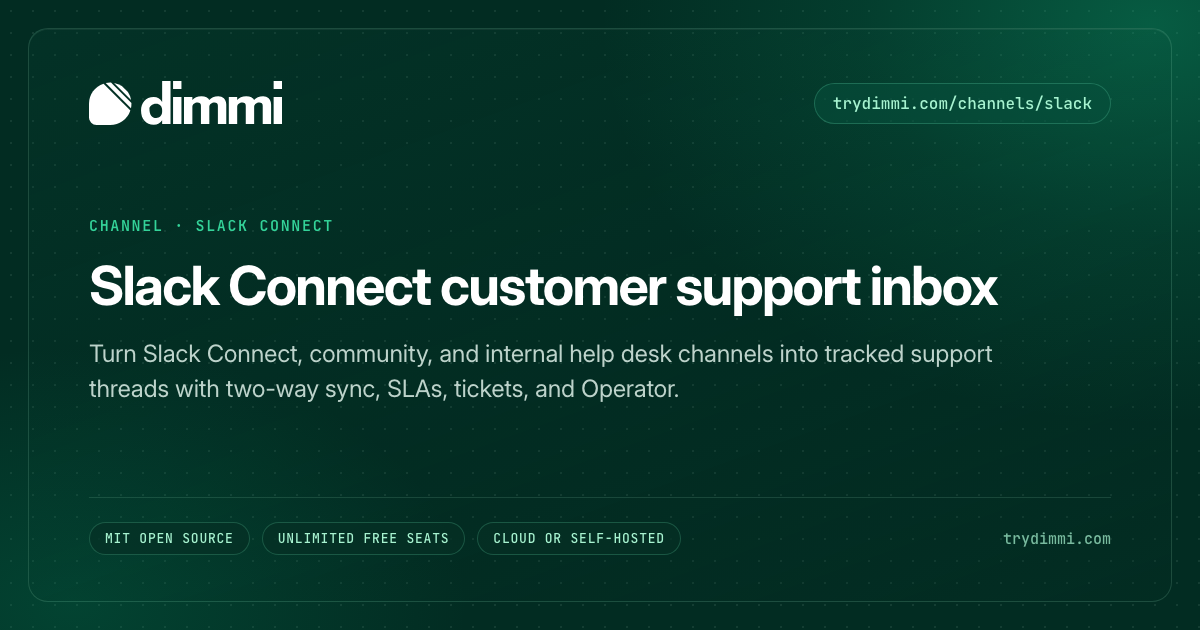 dimmi
trydimmi.com/channels/slack
CHANNEL · SLACK CONNECT
Slack Connect customer support inbox
Turn Slack Connect, community, and internal help desk channels into tracked support
threads with two-way sync, SLAs, tickets, and Operator.
MIT OPEN SOURCE
UNLIMITED FREE SEATS
CLOUD OR SELF-HOSTED
trydimmi.com